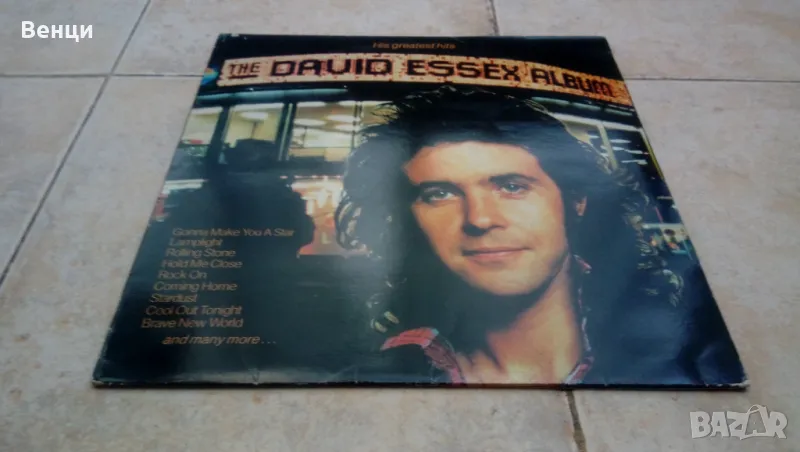 Венци
his greatest hits
THE DAVID ESSEX ALBUM
Gonna Make You A Star
Lamplight
Rolling Stone
Hold Me Close
Rock On
Coming Home
Stardust
Cool Out Tonight
Brave New World
and many more...
BAZAR